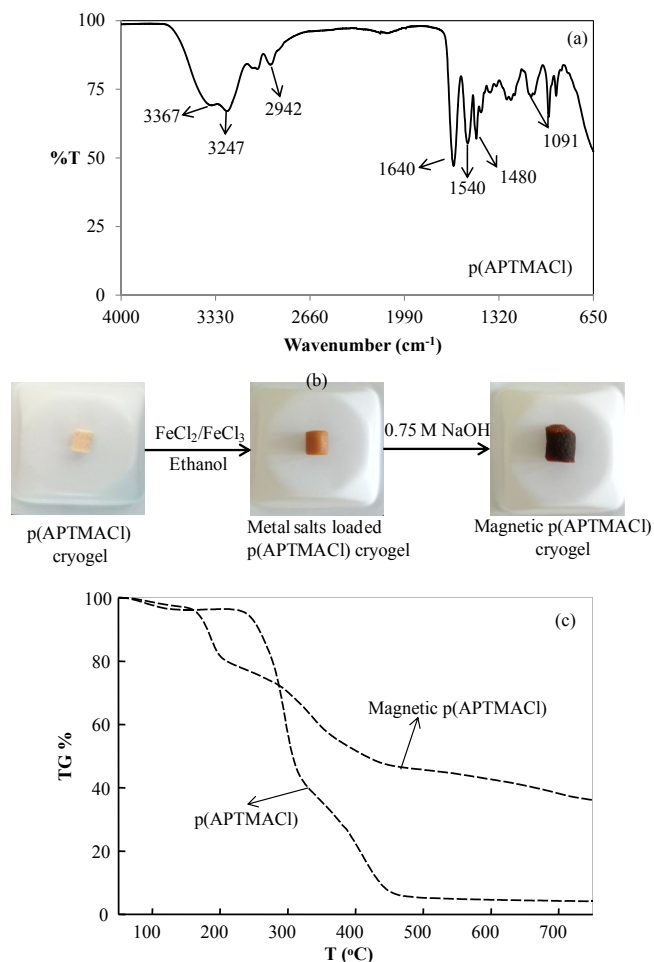 (a)
100
75
50
25
0
%T
3367
3247
2942
1640
1540
1480
1091
p(APTMACl)
4000
3330
2660
1990
1320
650
Wavenumber (cm⁻¹)
(b)
FeCl₂/FeCl₃
Ethanol
0.75 M NaOH
p(APTMACl)
cryogel
Metal salts loaded
p(APTMACl) cryogel
Magnetic p(APTMACl)
cryogel
(c)
100
80
60
40
20
0
TG %
Magnetic p(APTMACl)
p(APTMACl)
100
200
300
400
500
600
700
T (ᵒC)